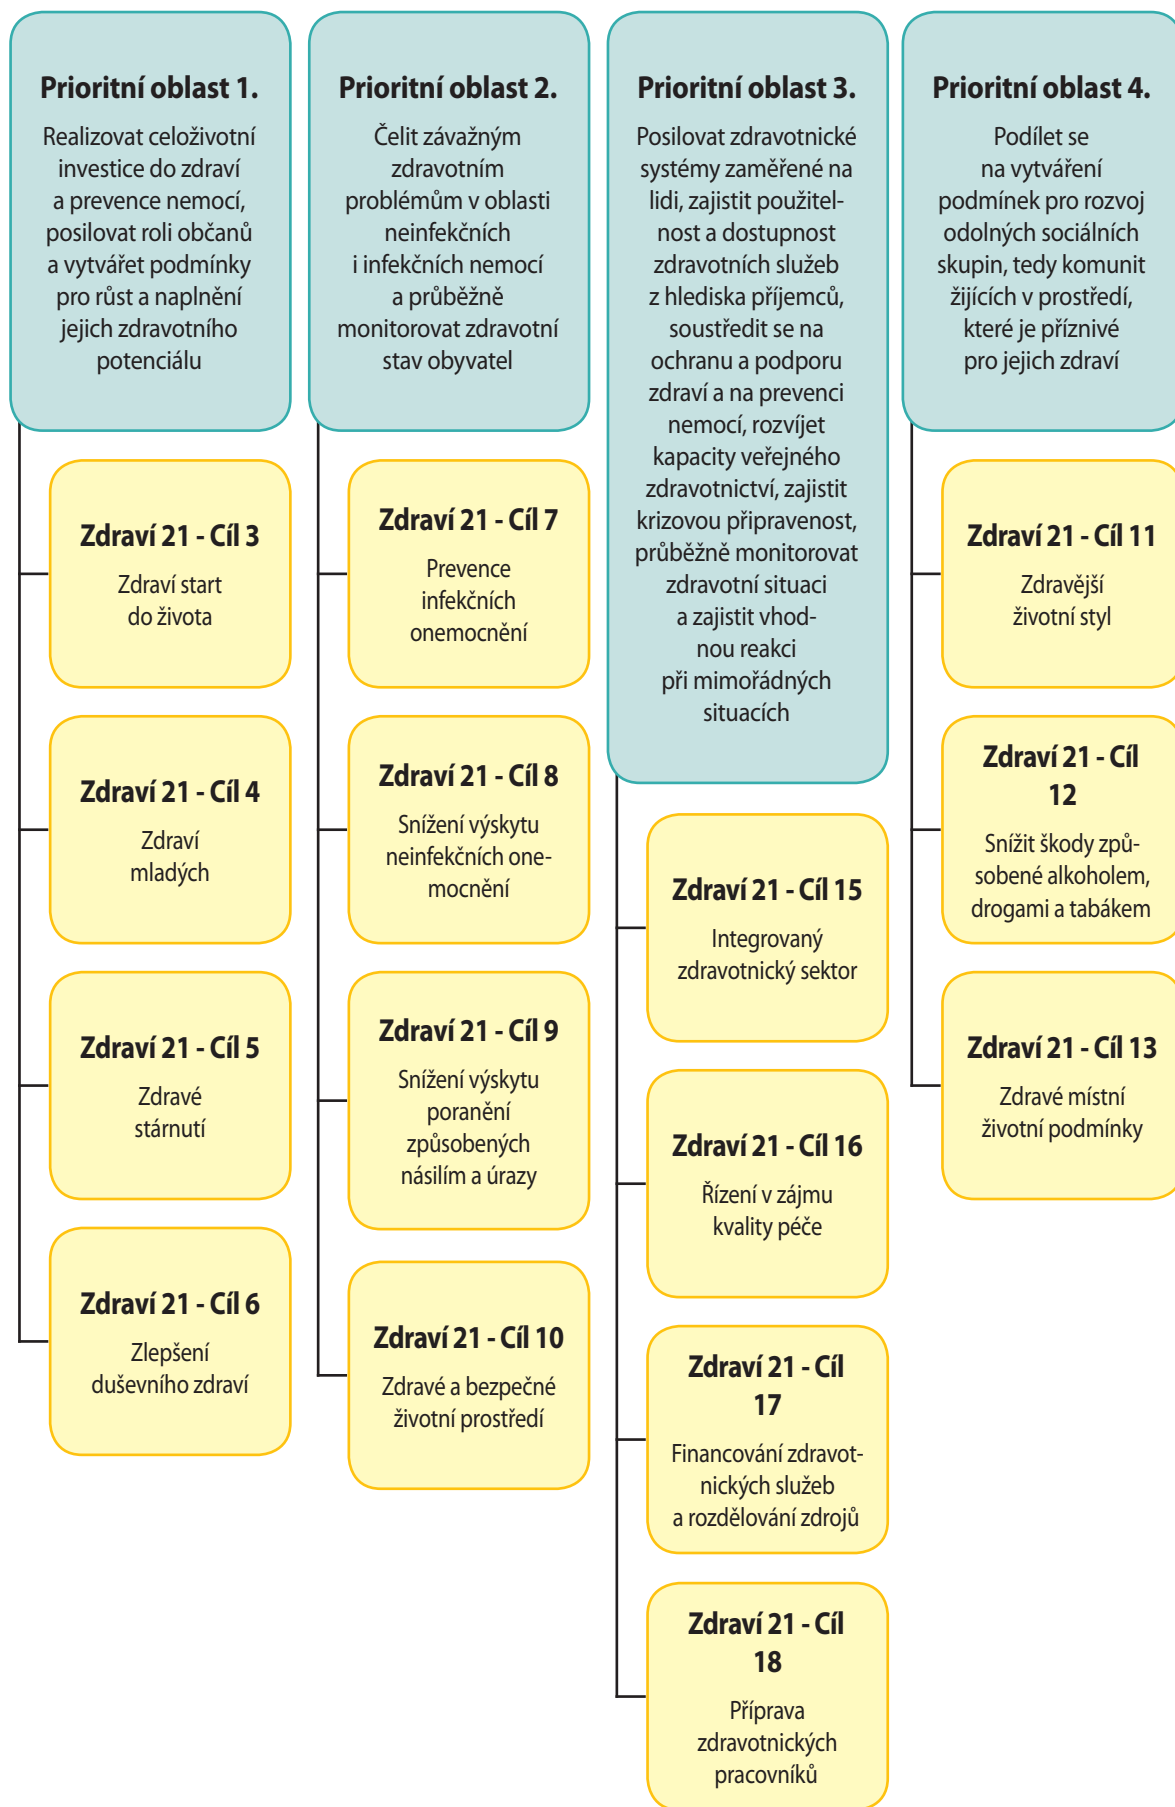 Prioritní oblast 1.
Realizovat celoživotní
investice do zdraví
a prevence nemocí,
posilovat roli občanů
a vytvářet podmínky
pro růst a naplnění
jejich zdravotního
potenciálu
Zdraví 21 - Cíl 3
Zdraví start
do života
Zdraví 21 - Cíl 4
Zdraví
mladých
Zdraví 21 - Cíl 5
Zdravé
stárnutí
Zdraví 21 - Cíl 6
Zlepšení
duševního zdraví
Prioritní oblast 2.
Čelit závažným
zdravotním
problémům v oblasti
neinfekčních
i infekčních nemocí
a průběžně
monitorovat zdravotní
stav obyvatel
Zdraví 21 - Cíl 7
Prevence
infekčních
onemocnění
Zdraví 21 - Cíl 8
Snížení výskytu
neinfekčních one-
mocnění
Zdraví 21 - Cíl 9
Snížení výskytu
poranění
způsobených
násilím a úrazy
Zdraví 21 - Cíl 10
Zdravé a bezpečné
životní prostředí
Prioritní oblast 3.
Posilovat zdravotnické
systémy zaměřené na
lidi, zajistit použitel-
nost a dostupnost
zdravotních služeb
z hlediska příjemců,
soustředit se na
ochranu a podporu
zdraví a na prevenci
nemocí, rozvíjet
kapacity veřejného
zdravotnictví, zajistit
krizovou připravenost,
průběžně monitorovat
zdravotní situaci
a zajistit vhod-
nou reakci
při mimořádných
situacích
Zdraví 21 - Cíl 15
Integrovaný
zdravotnický sektor
Zdraví 21 - Cíl 16
Řízení v zájmu
kvality péče
Zdraví 21 - Cíl
17
Financování zdravot-
nických služeb
a rozdělování zdrojů
Zdraví 21 - Cíl
18
Příprava
zdravotnických
pracovníků
Prioritní oblast 4.
Podílet se
na vytváření
podmínek pro rozvoj
odolných sociálních
skupin, tedy komunit
žijících v prostředí,
které je příznivé
pro jejich zdraví
Zdraví 21 - Cíl 11
Zdravější
životní styl
Zdraví 21 - Cíl
12
Snížit škody způ-
sobené alkoholem,
drogami a tabákem
Zdraví 21 - Cíl 13
Zdravé místní
životní podmínky